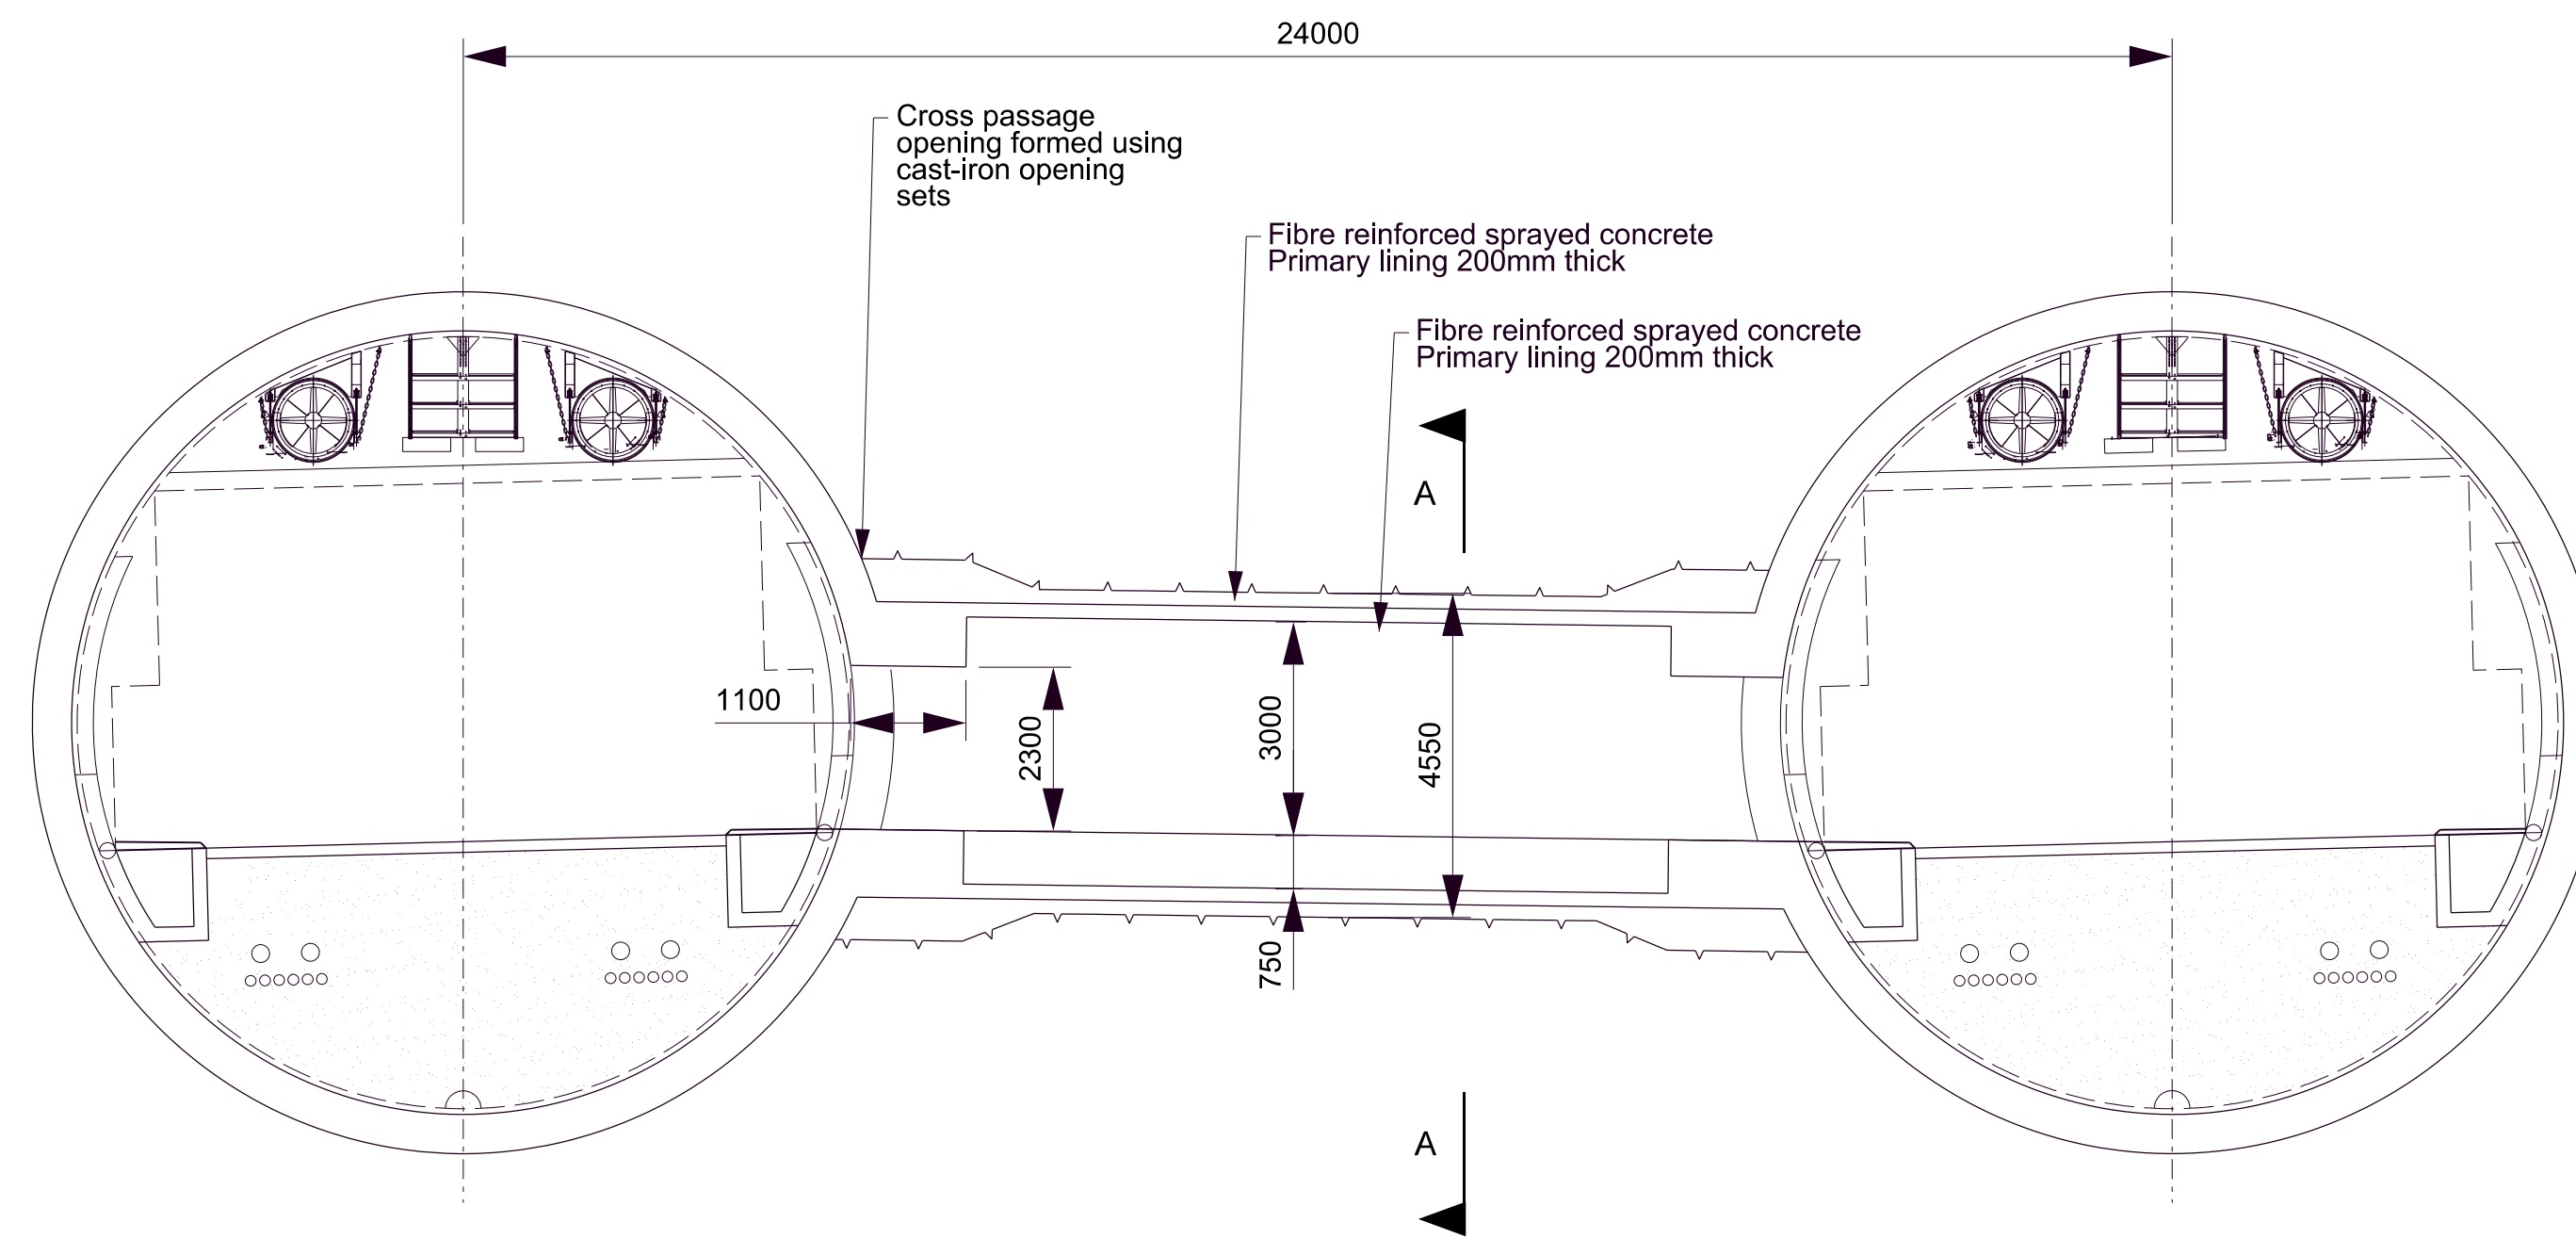 24000
Cross passage
opening formed using
cast-iron opening
sets
Fibre reinforced sprayed concrete
Primary lining 200mm thick
Fibre reinforced sprayed concrete
Primary lining 200mm thick
A
1100
2300
3000
4550
750
A